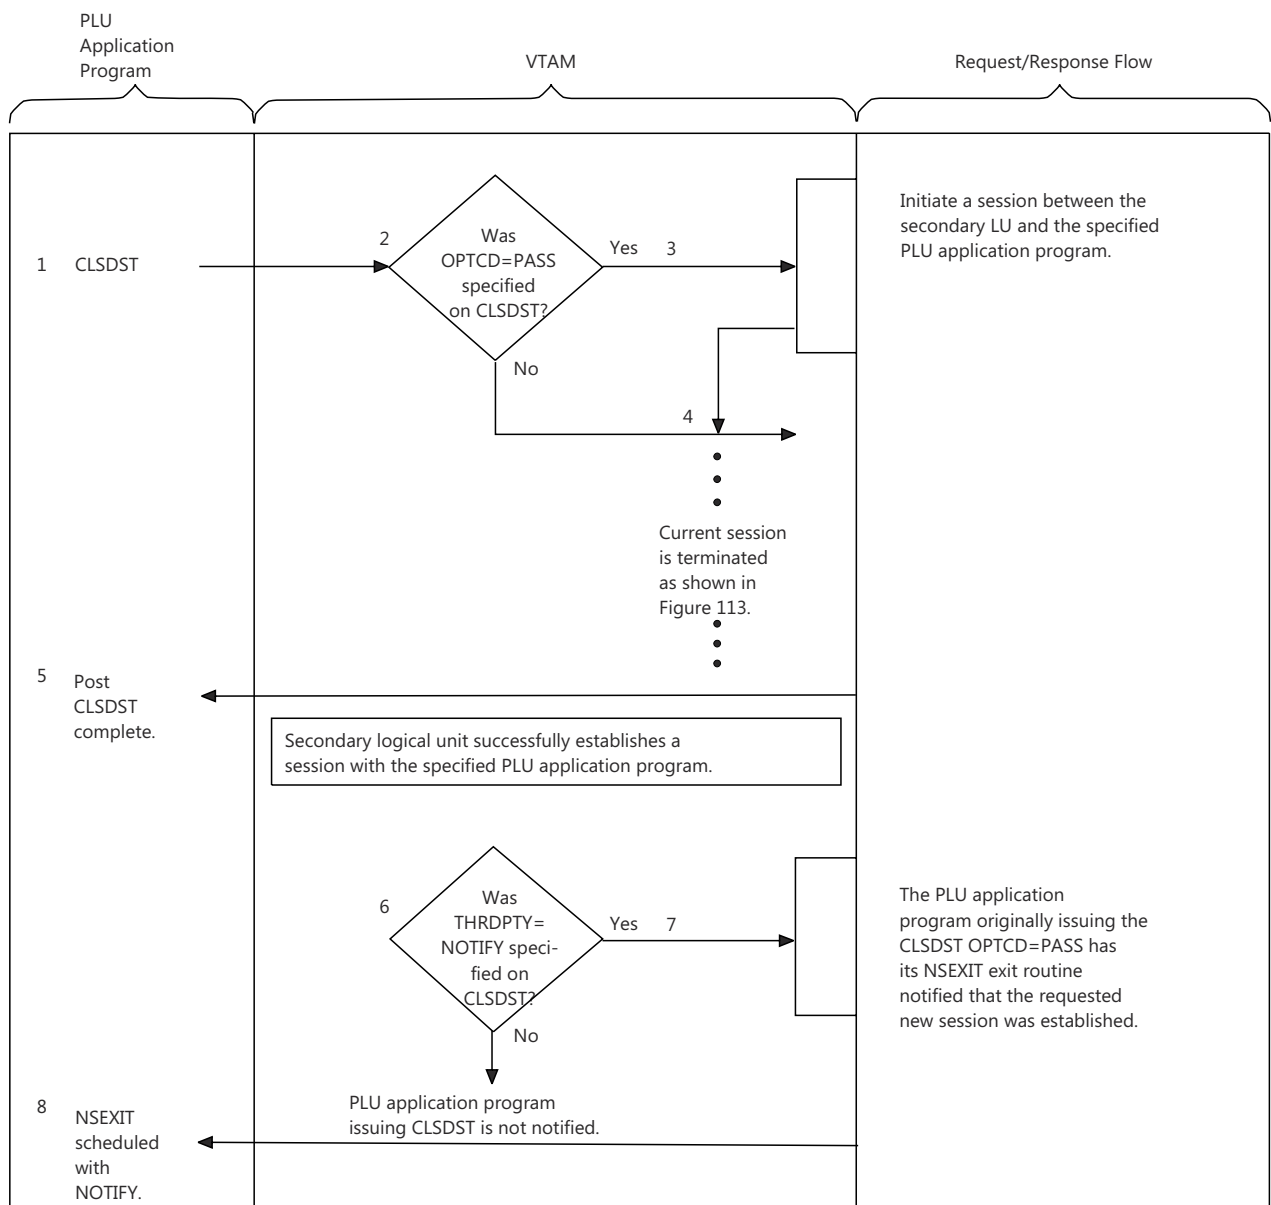 PLU
Application
Program
VTAM
Request/Response Flow
1 CLSDST
2
Was
OPTCD=PASS
specified
on CLSDST?
Yes 3
No
Initiate a session between the
secondary LU and the specified
PLU application program.
4
Current session
is terminated
as shown in
Figure 113.
5 Post
CLSDST
complete.
Secondary logical unit successfully establishes a
session with the specified PLU application program.
6
Was
THRDPTY=
NOTIFY speci-
fied on
CLSDST?
Yes 7
No
The PLU application
program originally issuing the
CLSDST OPTCD=PASS has
its NSEXIT exit routine
notified that the requested
new session was established.
PLU application program
issuing CLSDST is not notified.
8 NSEXIT
scheduled
with
NOTIFY.